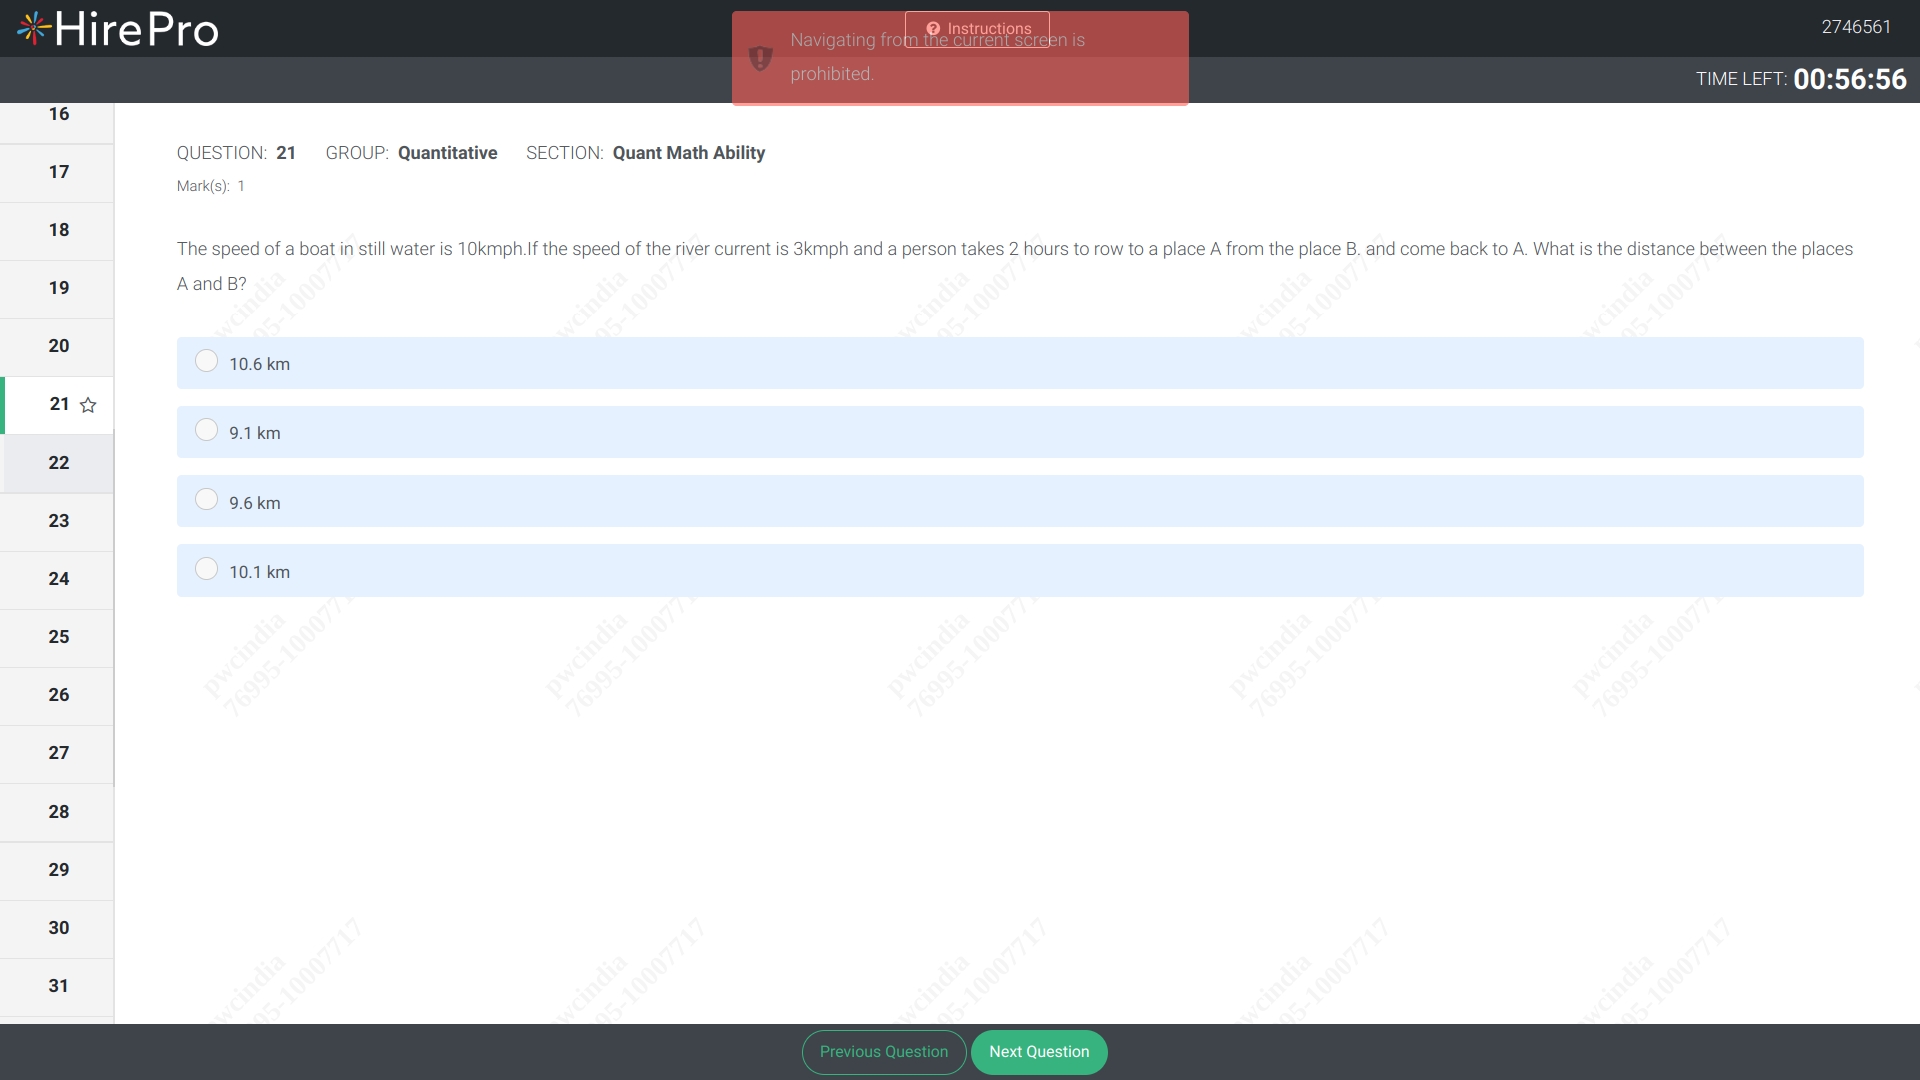 HirePro
Instructions
2746561
Navigating from the current screen is
prohibited.
TIME LEFT: 00:56:56
16
QUESTION: 21 GROUP: Quantitative SECTION: Quant Math Ability
17
Mark(s): 1
18
The speed of a boat in still water is 10kmph.If the speed of the river current is 3kmph and a person takes 2 hours to row to a place A from the place B. and come back to A. What is the distance between the places
A and B?
19
20
10.6 km
21
9.1 km
22
9.6 km
23
10.1 km
24
25
26
27
28
29
30
31
pwcindia
76995-10007717
Previous Question
Next Question